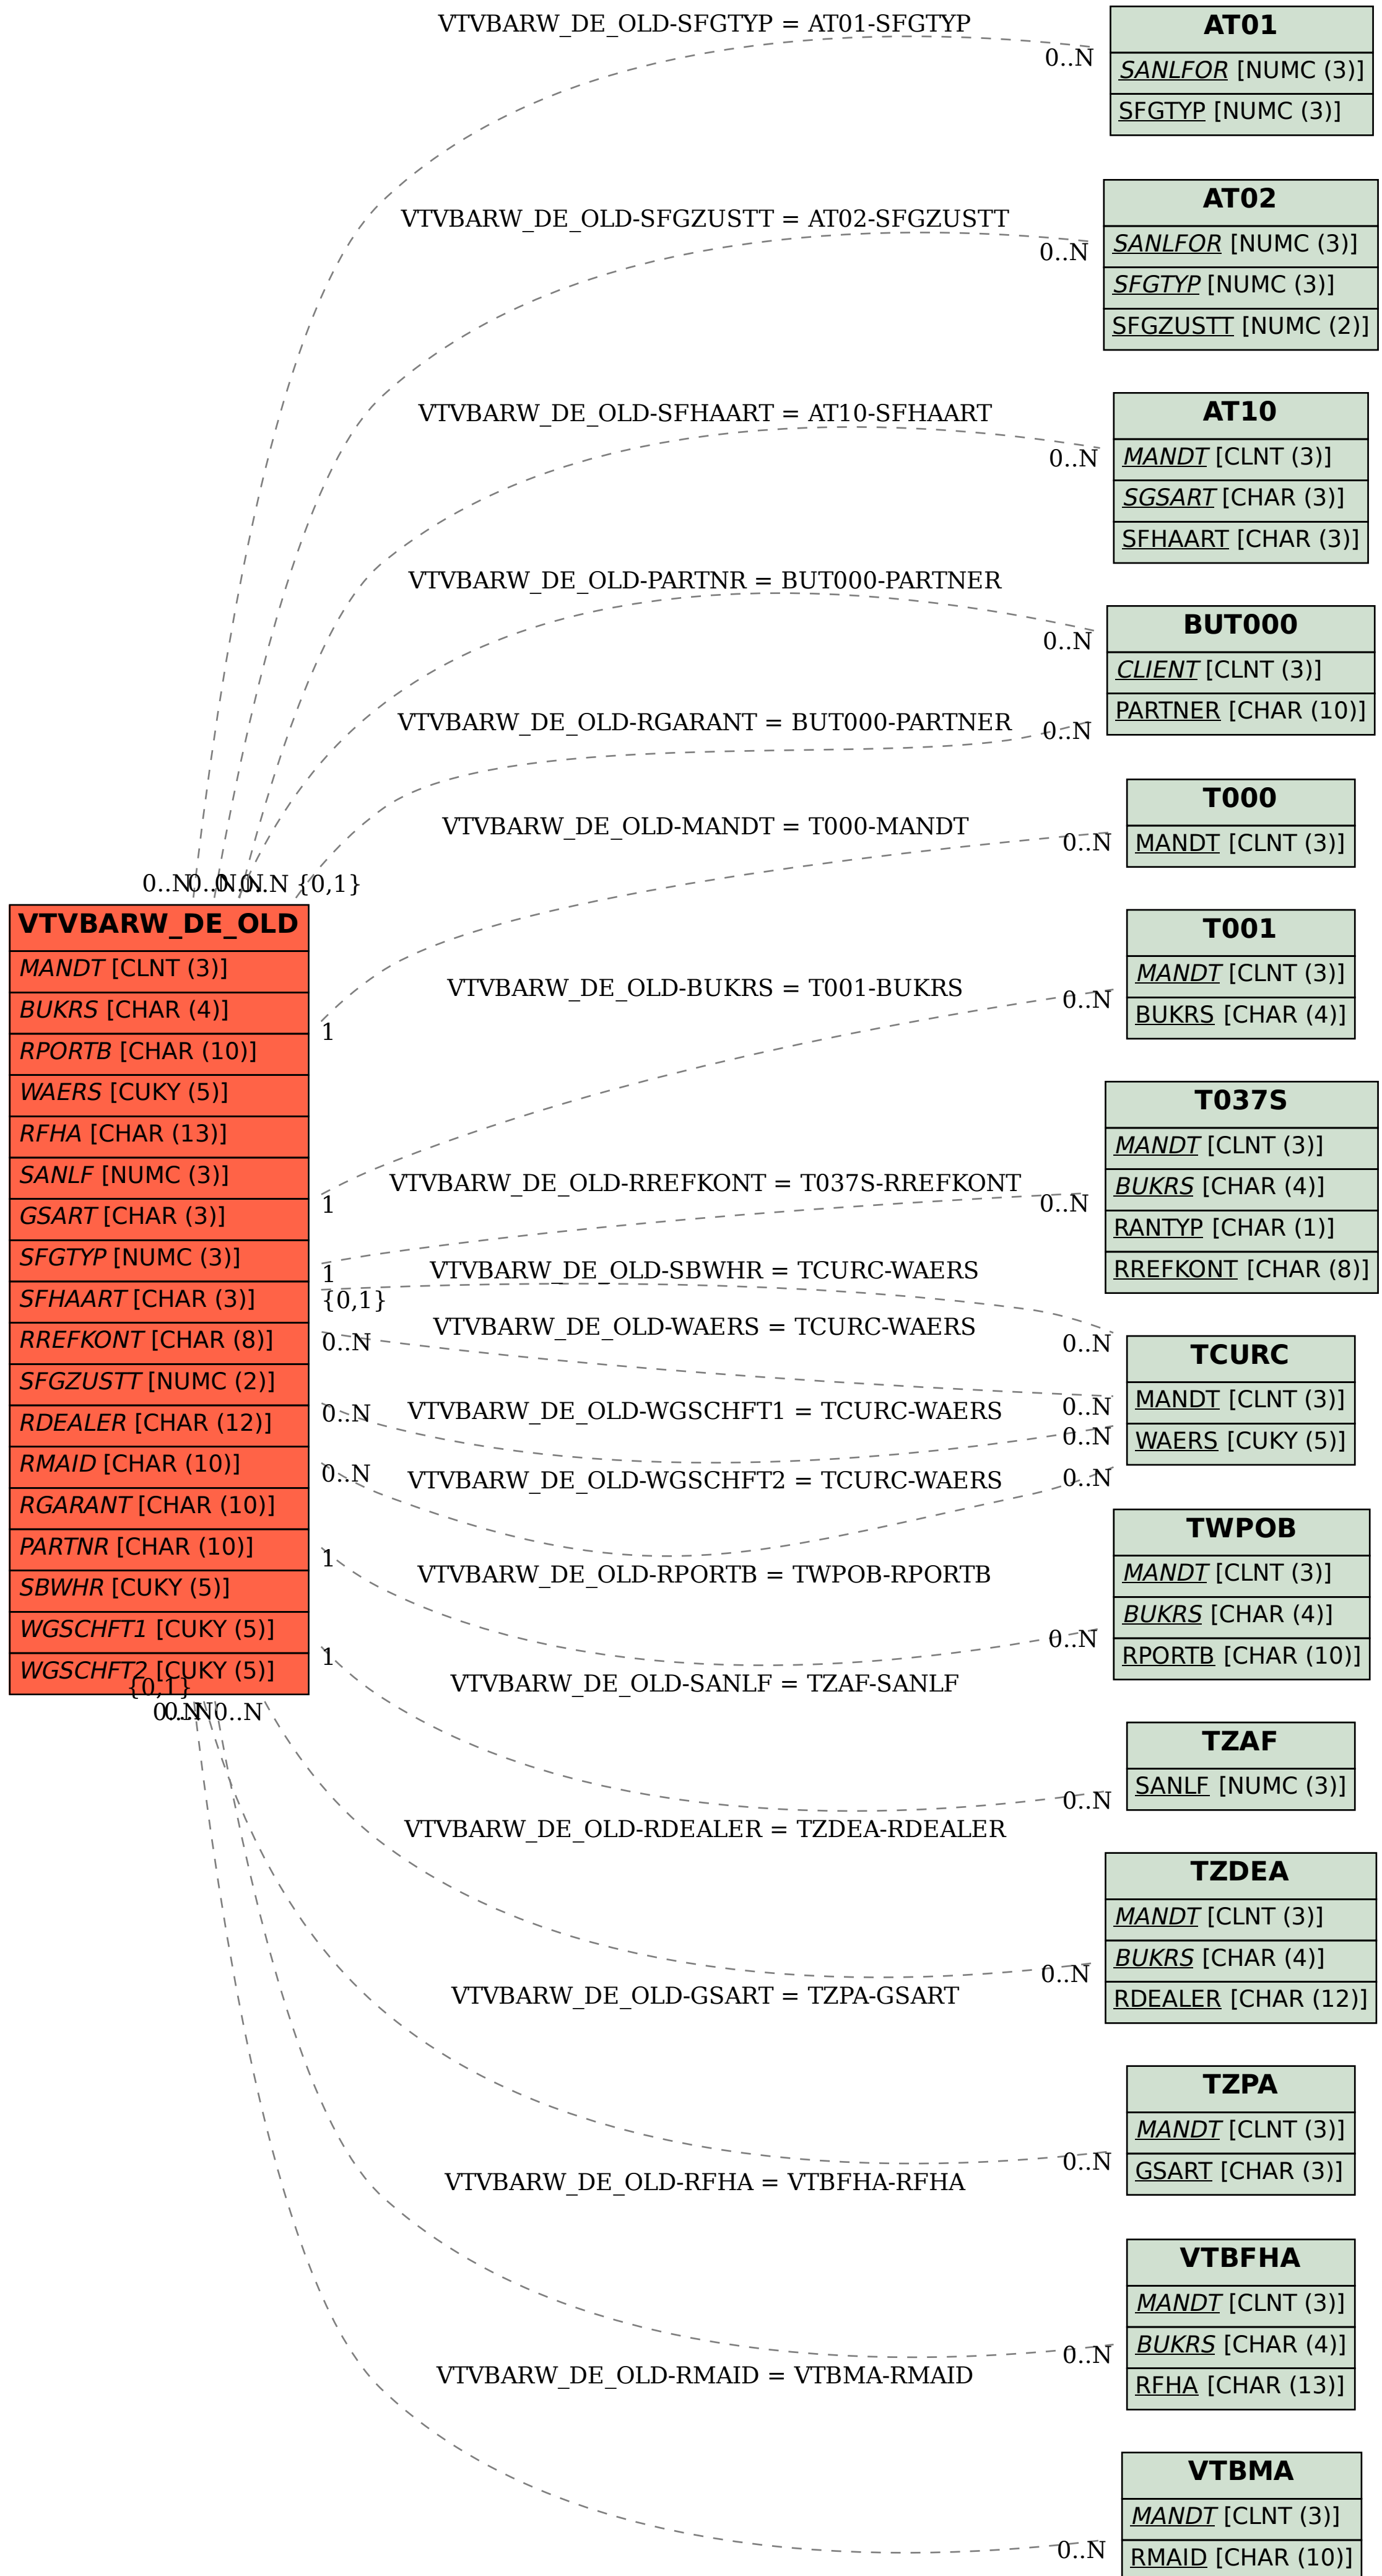 VTVBARW_DE_OLD-SFGTYP = AT01-SFGTYP
0..N
AT01
SANLFOR [NUMC (3)]
SFGTYP [NUMC (3)]
VTVBARW_DE_OLD-SFGZUSTT = AT02-SFGZUSTT
0..N
AT02
SANLFOR [NUMC (3)]
SFGTYP [NUMC (3)]
SFGZUSTT [NUMC (2)]
VTVBARW_DE_OLD-SFHAART = AT10-SFHAART
0..N
AT10
MANDT [CLNT (3)]
SGSART [CHAR (3)]
SFHAART [CHAR (3)]
VTVBARW_DE_OLD-PARTNR = BUT000-PARTNER
0..N
BUT000
CLIENT [CLNT (3)]
PARTNER [CHAR (10)]
VTVBARW_DE_OLD-RGARANT = BUT000-PARTNER
0..N
T000
MANDT [CLNT (3)]
VTVBARW_DE_OLD-MANDT = T000-MANDT
0..N
0..N 0..N 0..N 0..N {0,1}
VTVBARW_DE_OLD
MANDT [CLNT (3)]
BUKRS [CHAR (4)]
RPORTB [CHAR (10)]
WAERS [CUKY (5)]
RFHA [CHAR (13)]
SANLF [NUMC (3)]
GSART [CHAR (3)]
SFGTYP [NUMC (3)]
SFHAART [CHAR (3)]
RREFKONT [CHAR (8)]
SFGZUSTT [NUMC (2)]
RDEALER [CHAR (12)]
RMAID [CHAR (10)]
RGARANT [CHAR (10)]
PARTNR [CHAR (10)]
SBWHR [CUKY (5)]
WGSCHFT1 [CUKY (5)]
WGSCHFT2 [CUKY (5)]
{0,1}
0..N 0..N 0..N
1
VTVBARW_DE_OLD-BUKRS = T001-BUKRS
0..N
T001
MANDT [CLNT (3)]
BUKRS [CHAR (4)]
1
VTVBARW_DE_OLD-RREFKONT = T037S-RREFKONT
0..N
T037S
MANDT [CLNT (3)]
BUKRS [CHAR (4)]
RANTYP [CHAR (1)]
RREFKONT [CHAR (8)]
1
VTVBARW_DE_OLD-SBWHR = TCURC-WAERS
{0,1}
0..N
VTVBARW_DE_OLD-WAERS = TCURC-WAERS
0..N
0..N
TCURC
MANDT [CLNT (3)]
WAERS [CUKY (5)]
VTVBARW_DE_OLD-WGSCHFT1 = TCURC-WAERS
0..N
0..N
VTVBARW_DE_OLD-WGSCHFT2 = TCURC-WAERS
0..N
0..N
TWPOB
MANDT [CLNT (3)]
BUKRS [CHAR (4)]
RPORTB [CHAR (10)]
1
VTVBARW_DE_OLD-RPORTB = TWPOB-RPORTB
0..N
1
VTVBARW_DE_OLD-SANLF = TZAF-SANLF
0..N
TZAF
SANLF [NUMC (3)]
VTVBARW_DE_OLD-RDEALER = TZDEA-RDEALER
0..N
TZDEA
MANDT [CLNT (3)]
BUKRS [CHAR (4)]
RDEALER [CHAR (12)]
VTVBARW_DE_OLD-GSART = TZPA-GSART
0..N
TZPA
MANDT [CLNT (3)]
GSART [CHAR (3)]
VTVBARW_DE_OLD-RFHA = VTBFHA-RFHA
0..N
VTBFHA
MANDT [CLNT (3)]
BUKRS [CHAR (4)]
RFHA [CHAR (13)]
VTVBARW_DE_OLD-RMAID = VTBMA-RMAID
0..N
VTBMA
MANDT [CLNT (3)]
RMAID [CHAR (10)]